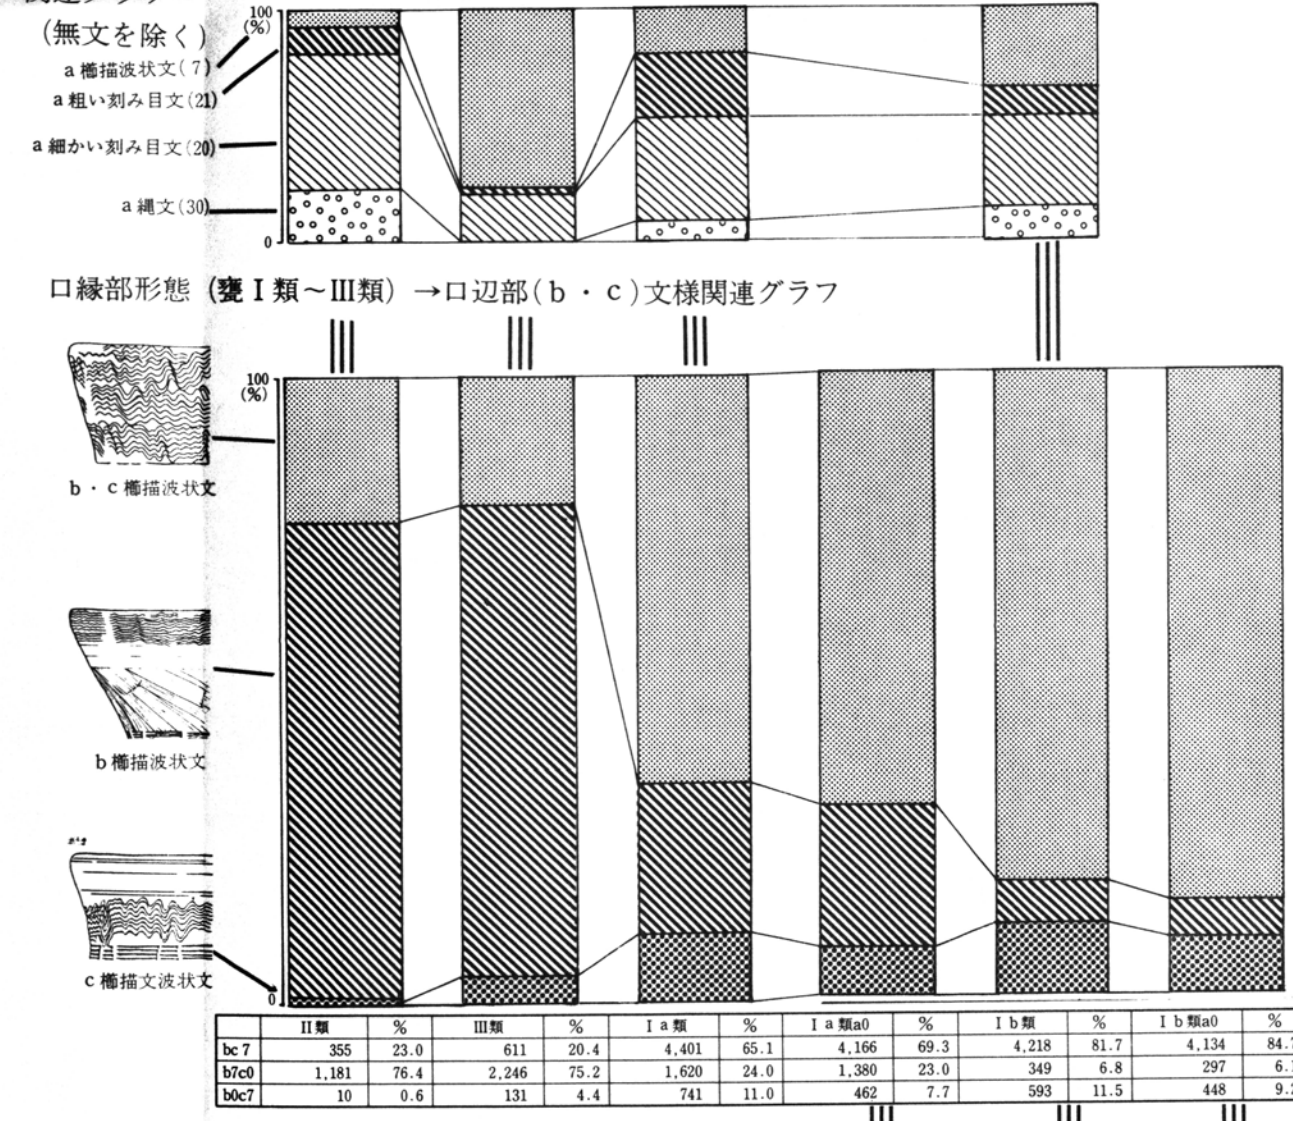 (無文を除く)
100
(%)
a 櫛描波状文(7)
a 粗い刻み目文(21)
a 細かい刻み目文(20)
a 縄文(30)
0
口縁部形態(甕Ⅰ類〜Ⅲ類)→口辺部(b・c)文様関連グラフ
100
(%)
b・c 櫛描波状文
b 櫛描波状文
c 櫛描文波状文
0
Ⅱ類 % Ⅲ類 % Ⅰa類 % Ⅰa類a0 % Ⅰb類 % Ⅰb類a0 %
bc7 355 23.0 611 20.4 4,401 65.1 4,166 69.3 4,218 81.7 4,134 84.7
b7c0 1,181 76.4 2,246 75.2 1,620 24.0 1,380 23.0 349 6.8 297 6.1
b0c7 10 0.6 131 4.4 741 11.0 462 7.7 593 11.5 448 9.2